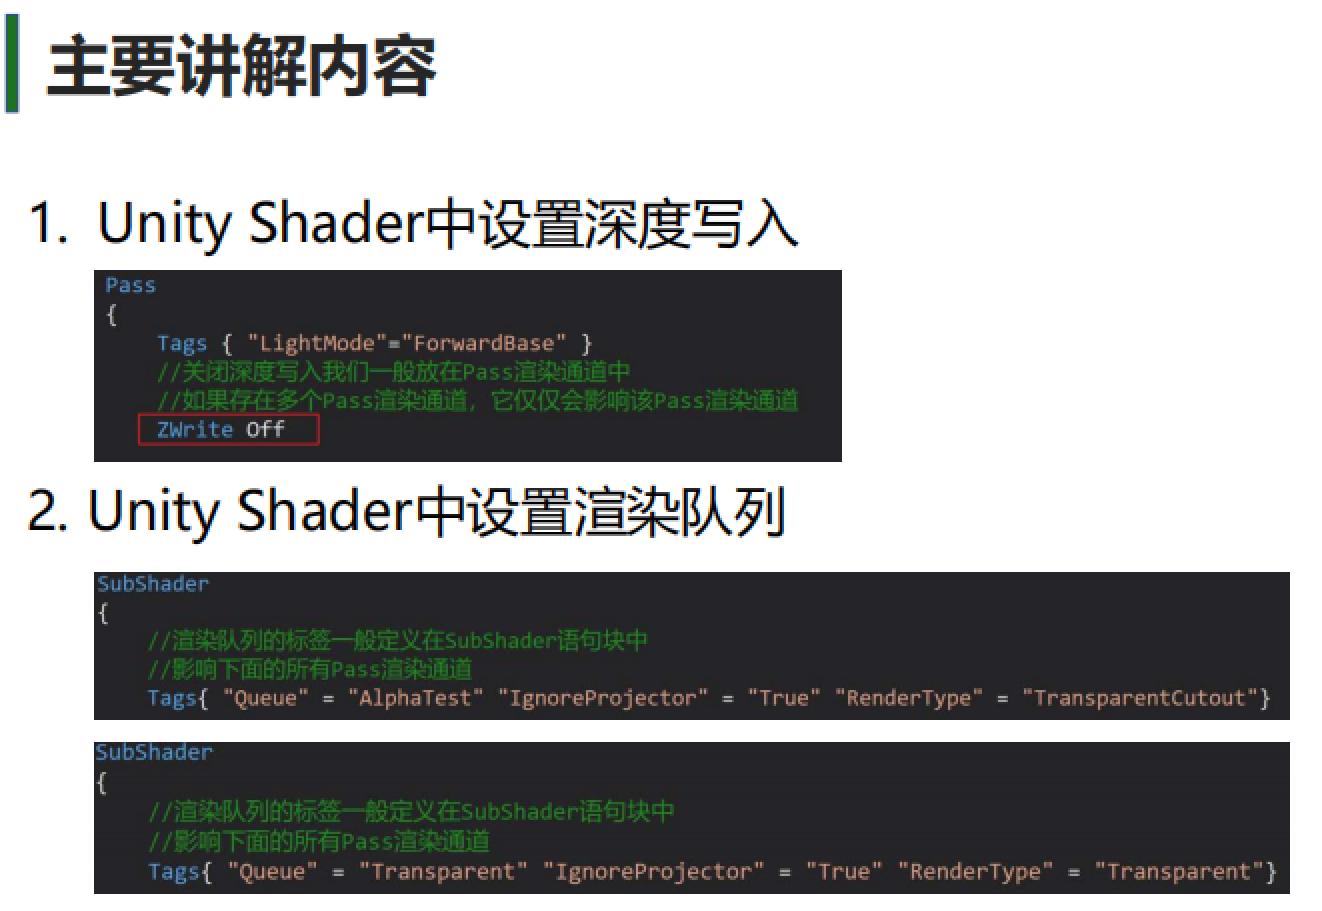 主要讲解内容
1. Unity Shader中设置深度写入
Pass
{
Tags { "LightMode"="ForwardBase" }
//关闭深度写入我们一般放在Pass渲染通道中
//如果存在多个Pass渲染通道，它仅仅会影响该Pass渲染通道
ZWrite Off
2. Unity Shader中设置渲染队列
SubShader
{
//渲染队列的标签一般定义在SubShader语句块中
//影响下面的所有Pass渲染通道
Tags{ "Queue" = "AlphaTest" "IgnoreProjector" = "True" "RenderType" = "TransparentCutout"}
SubShader
{
//渲染队列的标签一般定义在SubShader语句块中
//影响下面的所有Pass渲染通道
Tags{ "Queue" = "Transparent" "IgnoreProjector" = "True" "RenderType" = "Transparent"}